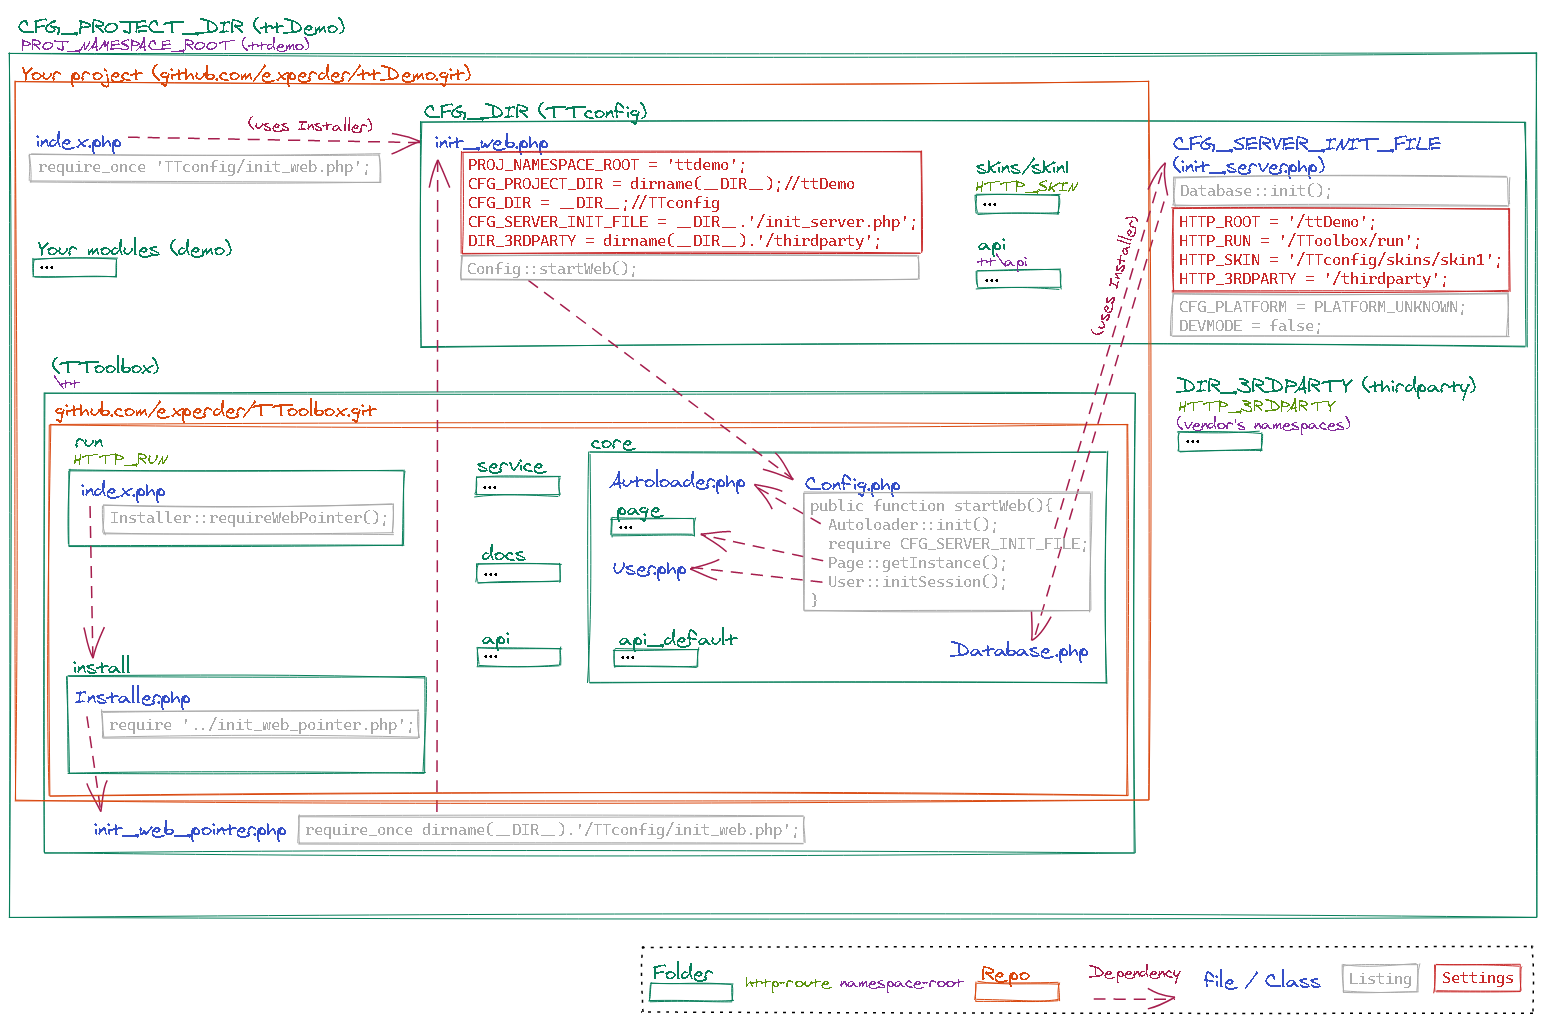 CFG_PROJECT_DIR (ttDemo)
PROJ_NAMESPACE_ROOT (ttdemo)
Your project (github.com/experder/ttDemo.git)
index.php
(uses Installer)
require_once 'TTconfig/init_web.php';
Your modules (demo)
...
CFG_DIR (TTconfig)
init_web.php
PROJ_NAMESPACE_ROOT = 'ttdemo';
CFG_PROJECT_DIR = dirname(__DIR__);//ttDemo
CFG_DIR = __DIR__;//TTconfig
CFG_SERVER_INIT_FILE = __DIR__.'/init_server.php';
DIR_3RDPARTY = dirname(__DIR__).'/thirdparty';
Config::startWeb();
skins/skin1
HTTP_SKIN
...
api
tt\api
...
CFG_SERVER_INIT_FILE
(init_server.php)
Database::init();
HTTP_ROOT = '/ttDemo';
HTTP_RUN = '/TToolbox/run';
HTTP_SKIN = '/TTconfig/skins/skin1';
HTTP_3RDPARTY = '/thirdparty';
CFG_PLATFORM = PLATFORM_UNKNOWN;
DEVMODE = false;
(uses Installer)
DIR_3RDPARTY (thirdparty)
HTTP_3RDPARTY
(vendor's namespaces)
...
(TToolbox)
\tt
github.com/experder/TToolbox.git
run
HTTP_RUN
index.php
Installer::requireWebPointer();
install
Installer.php
require '../init_web_pointer.php';
service
...
docs
...
api
...
core
Autoloader.php
page
...
User.php
api_default
...
Config.php
public function startWeb(){
Autoloader::init();
require CFG_SERVER_INIT_FILE;
Page::getInstance();
User::initSession();
}
Database.php
init_web_pointer.php
require_once dirname(__DIR__).'/TTconfig/init_web.php';
Folder
http-route
namespace-root
Repo
Dependency
file / Class
Listing
Settings